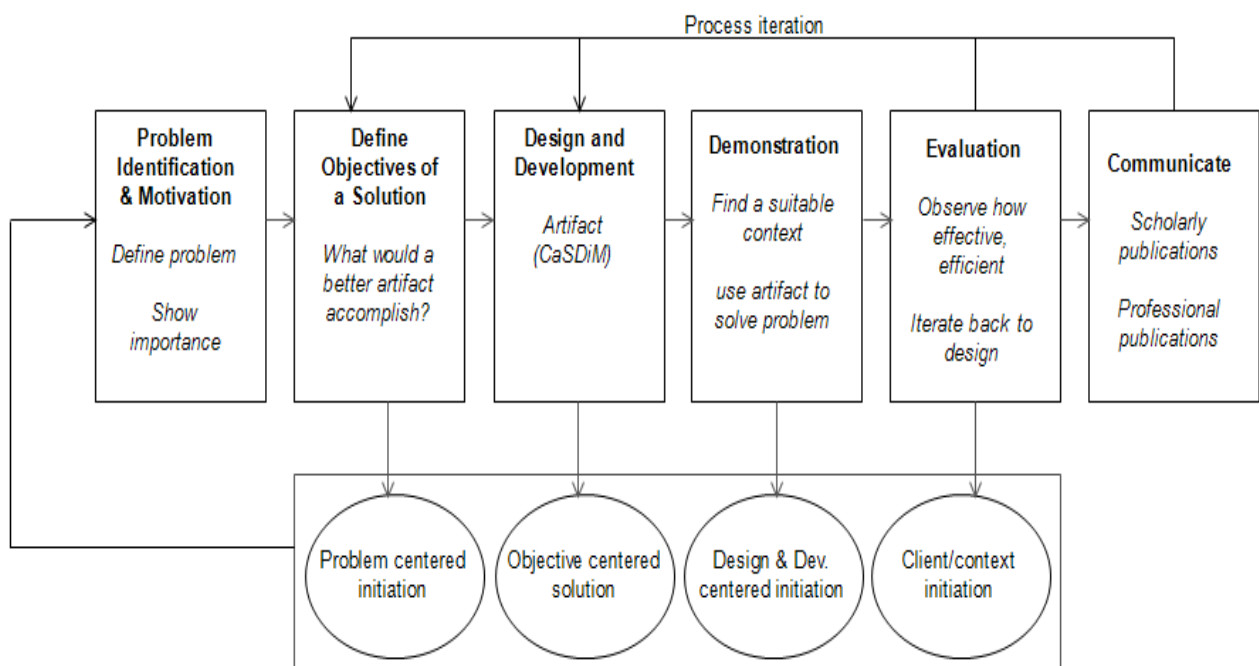 Process iteration
Problem
Identification
& Motivation
Define problem
Show
importance
Define
Objectives of
a Solution
What would a
better artifact
accomplish?
Design and
Development
Artifact
(CaSDiM)
Demonstration
Find a suitable
context
use artifact to
solve problem
Evaluation
Observe how
effective,
efficient
Iterate back to
design
Communicate
Scholarly
publications
Professional
publications
Problem centered
initiation
Objective centered
solution
Design & Dev.
centered initiation
Client/context
initiation